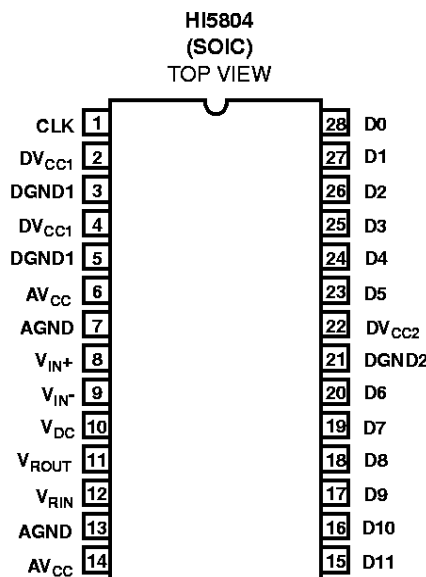 HI5804
(SOIC)
TOP VIEW
CLK 1 28 D0
DVCC1 2 27 D1
DGND1 3 26 D2
DVCC1 4 25 D3
DGND1 5 24 D4
AVCC 6 23 D5
AGND 7 22 DVCC2
VIN+ 8 21 DGND2
VIN- 9 20 D6
VDC 10 19 D7
VROUT 11 18 D8
VRIN 12 17 D9
AGND 13 16 D10
AVCC 14 15 D11